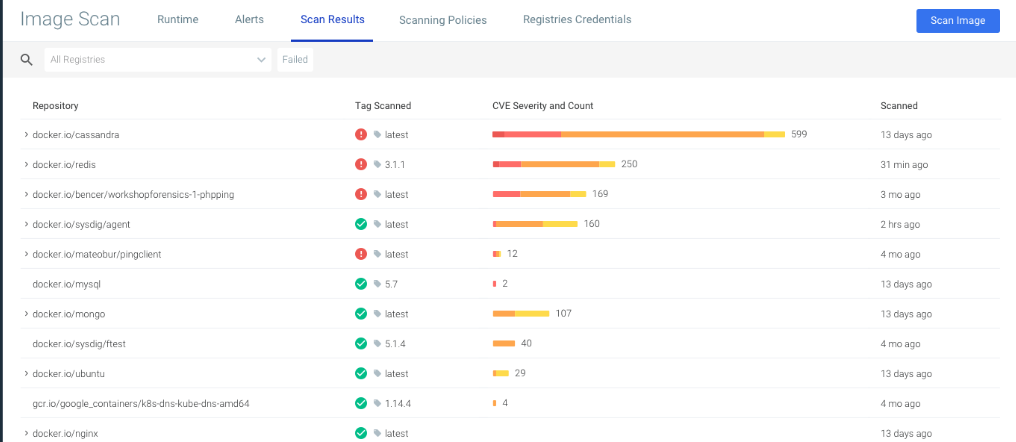 Image Scan Runtime Alerts Scan Results Scanning Policies Registries Credentials Scan Image
All Registries Failed
Repository Tag Scanned CVE Severity and Count Scanned
docker.io/cassandra latest 599 13 days ago
docker.io/redis 3.1.1 250 31 min ago
docker.io/bencer/workshopforensics-1-phpping latest 169 3 mo ago
docker.io/sysdig/agent latest 160 2 hrs ago
docker.io/mateobur/pingclient latest 12 4 mo ago
docker.io/mysql 5.7 2 13 days ago
docker.io/mongo latest 107 13 days ago
docker.io/sysdig/ftest 5.1.4 40 4 mo ago
docker.io/ubuntu latest 29 13 days ago
gcr.io/google_containers/k8s-dns-kube-dns-amd64 1.14.4 4 4 mo ago
docker.io/nginx latest 13 days ago